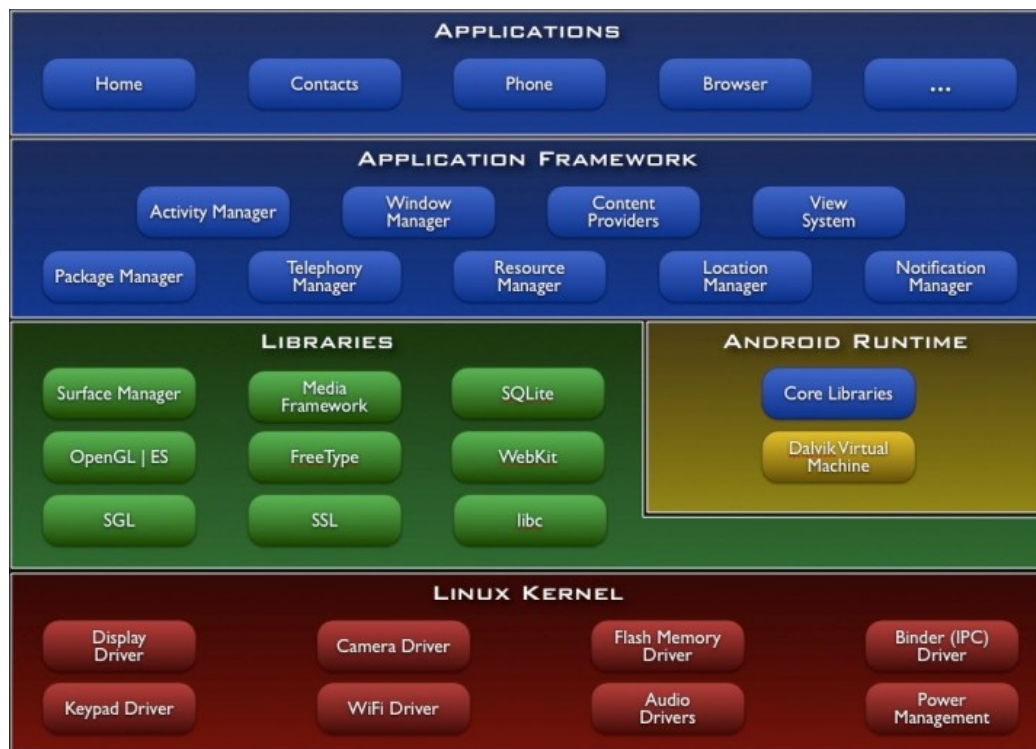 APPLICATIONS
Home
Contacts
Phone
Browser
...
APPLICATION FRAMEWORK
Activity Manager
Window
Manager
Content
Providers
View
System
Package Manager
Telephony
Manager
Resource
Manager
Location
Manager
Notification
Manager
LIBRARIES
Surface Manager
Media
Framework
SQLite
OpenGL | ES
FreeType
WebKit
SGL
SSL
libc
ANDROID RUNTIME
Core Libraries
Dalvik Virtual
Machine
LINUX KERNEL
Display
Driver
Camera Driver
Flash Memory
Driver
Binder (IPC)
Driver
Keypad Driver
WiFi Driver
Audio
Drivers
Power
Management